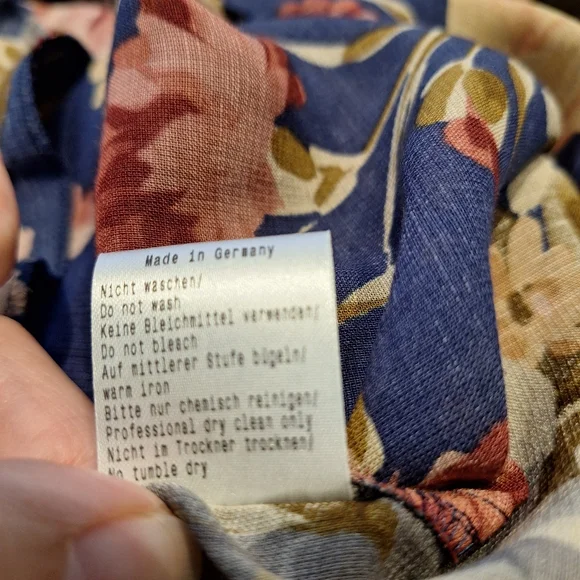 Made in Germany
Nicht waschen/
Do not wash
Keine Bleichmittel verwenden/
Do not blesch
Auf mittlerer Stufe bügeln/
warm iron
Bitte nur chemisch reinigen/
Professional dry clean only
Nicht im Trockner trocknen/
No tumble dry